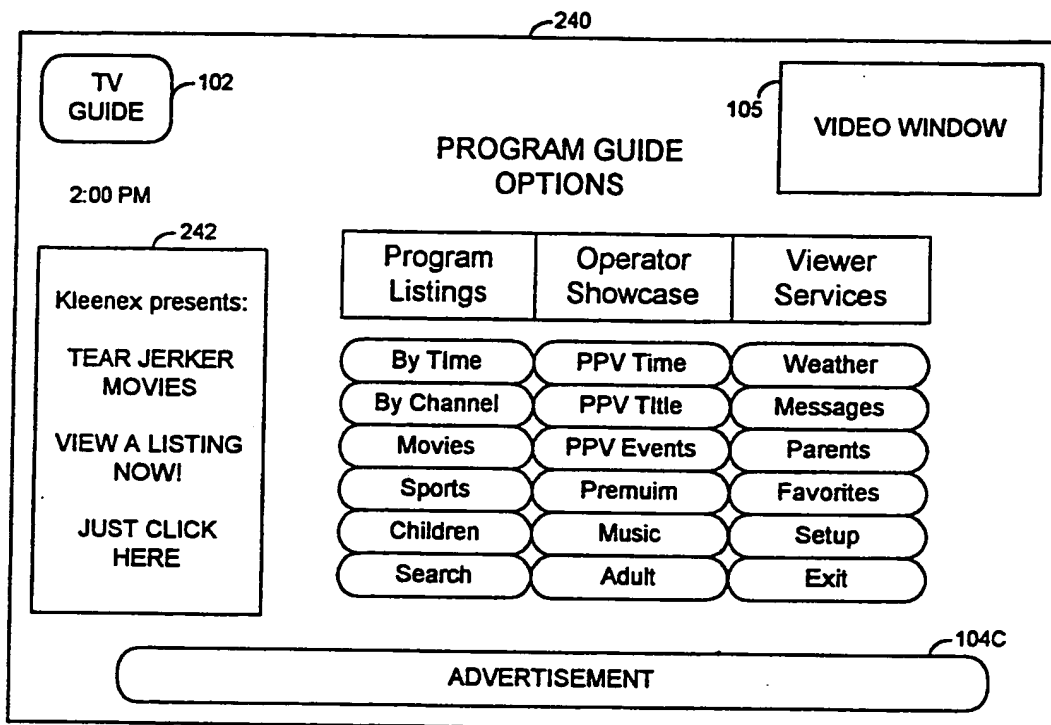 240
TV
GUIDE
102
105
VIDEO WINDOW
PROGRAM GUIDE
OPTIONS
2:00 PM
242
Kleenex presents:
TEAR JERKER
MOVIES
VIEW A LISTING
NOW!
JUST CLICK
HERE
Program
Listings
Operator
Showcase
Viewer
Services
By Time
PPV Time
Weather
By Channel
PPV Title
Messages
Movies
PPV Events
Parents
Sports
Premuim
Favorites
Children
Music
Setup
Search
Adult
Exit
104C
ADVERTISEMENT